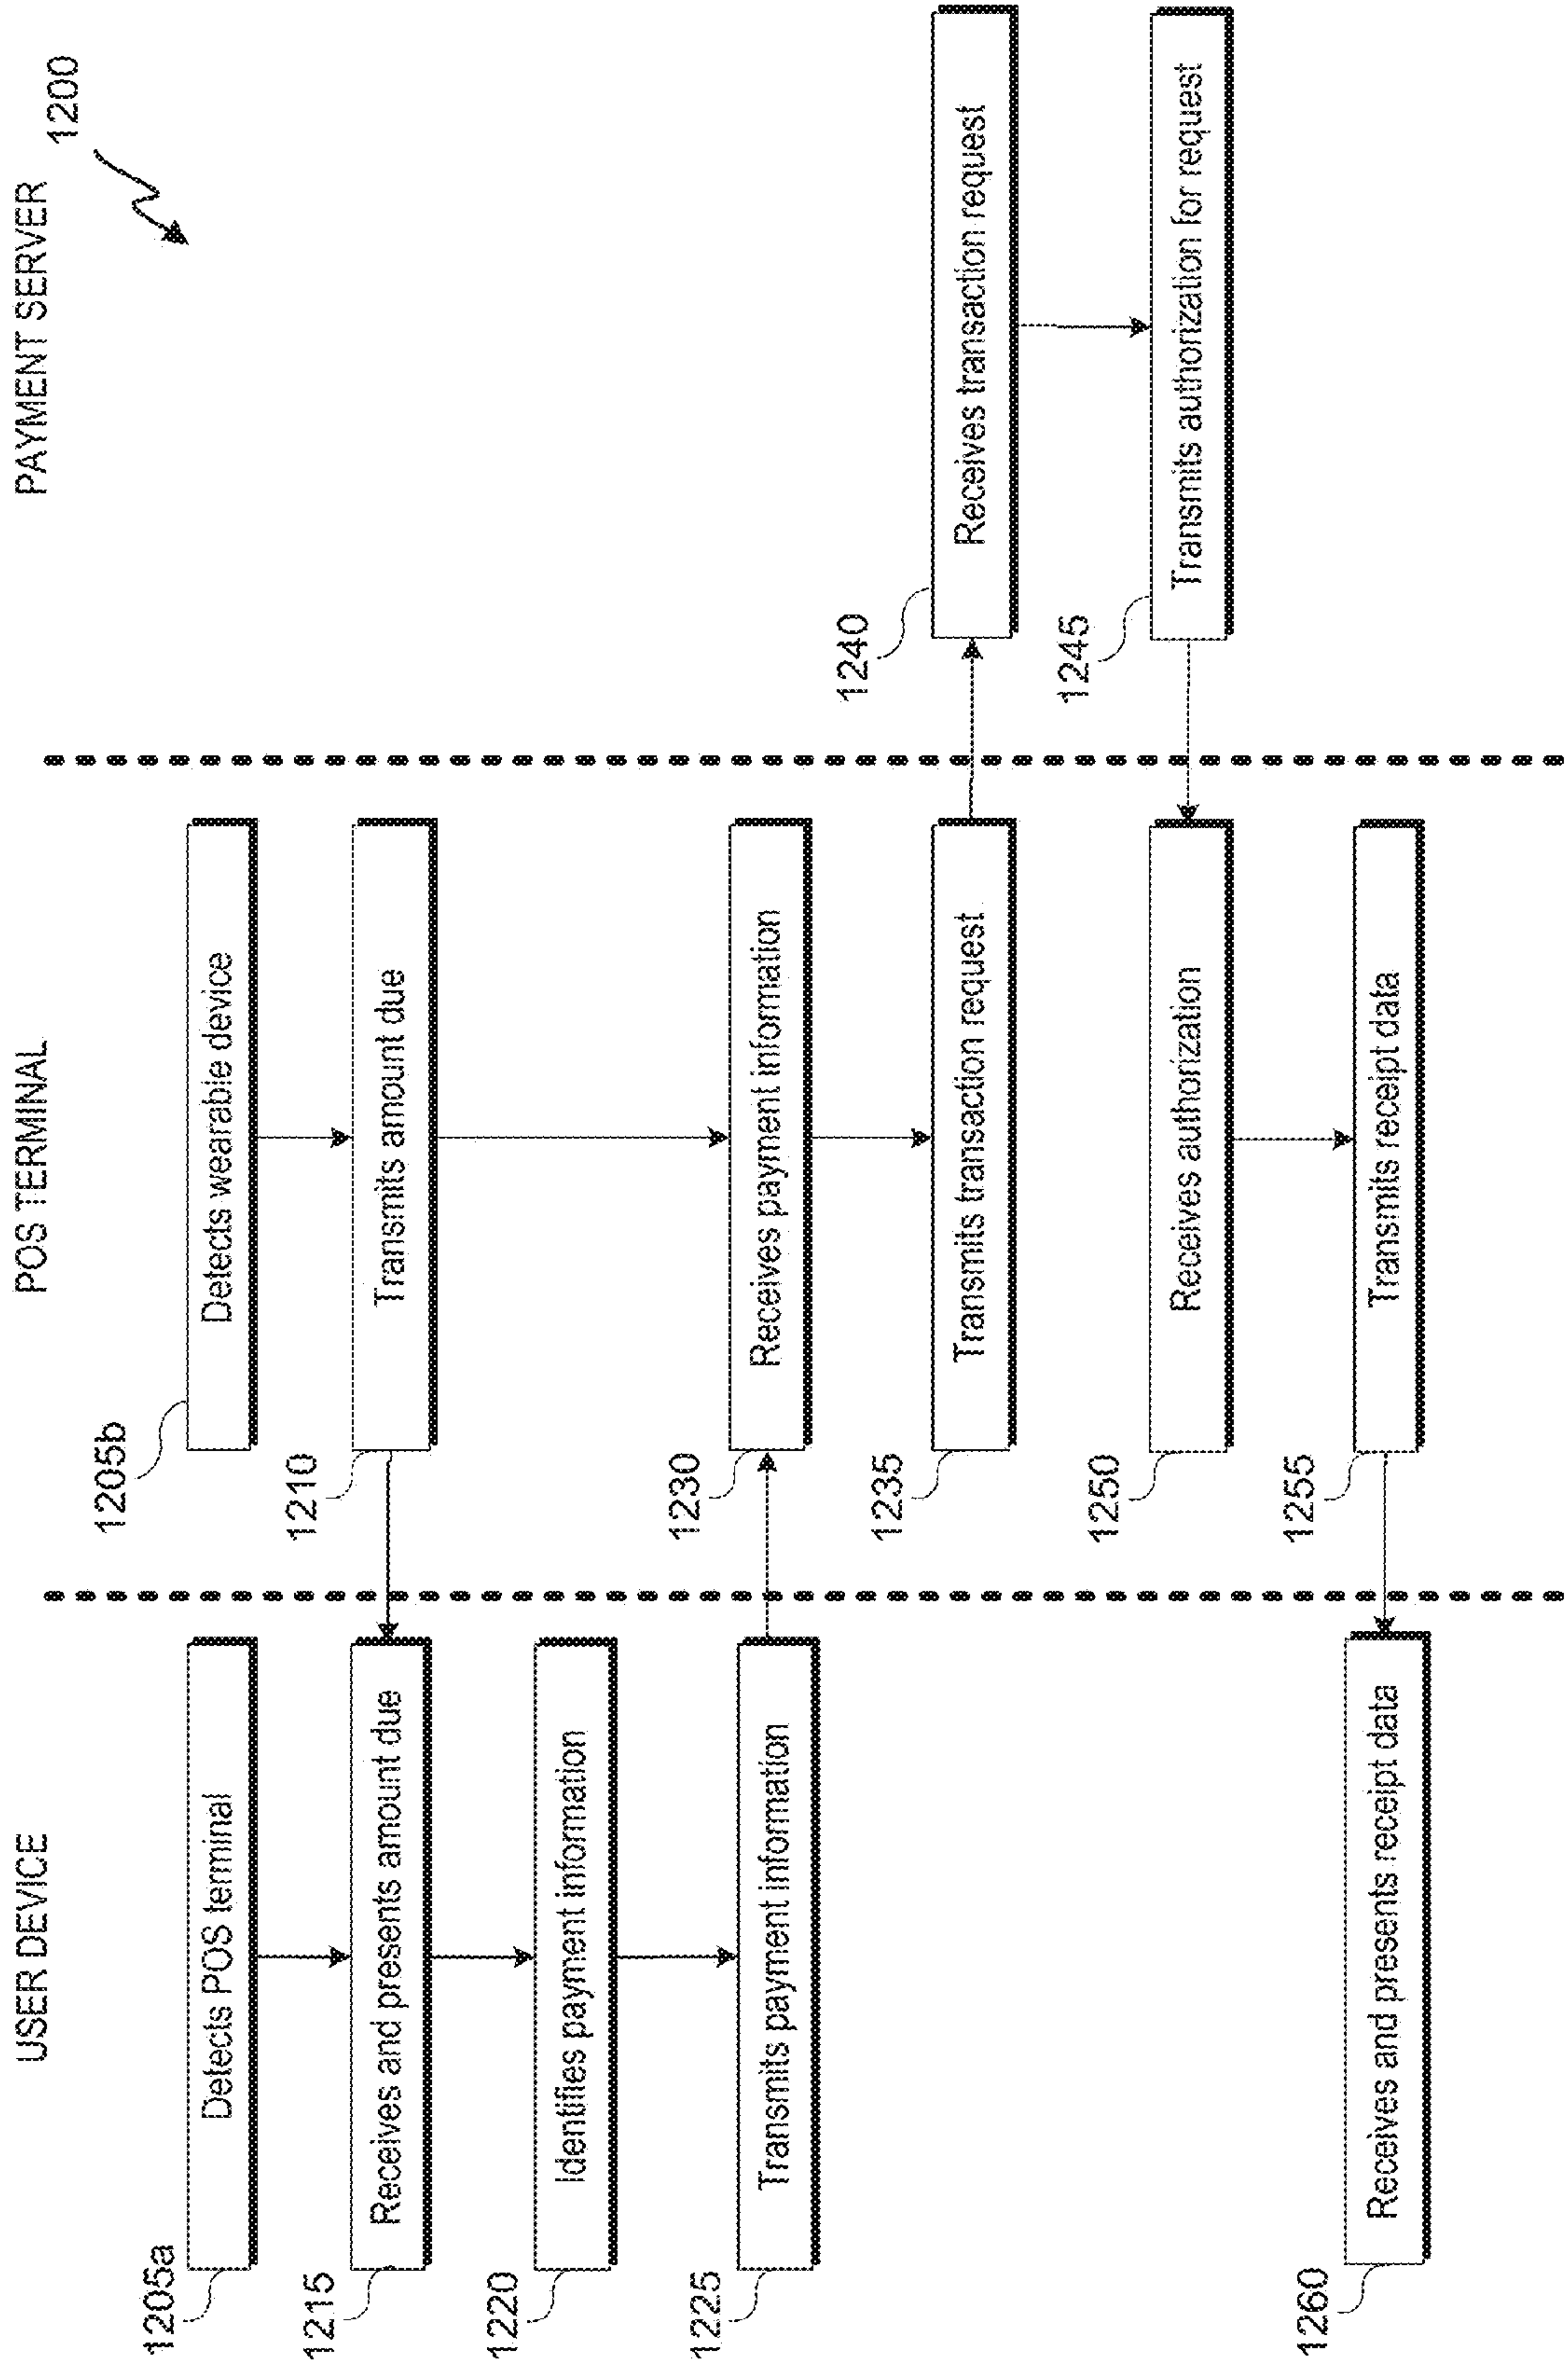 1200
USER DEVICE
POS TERMINAL
PAYMENT SERVER
1205a
Detects POS terminal
1205b
Detects wearable device
1210
Transmits amount due
1215
Receives and presents amount due
1220
Identifies payment information
1225
Transmits payment information
1230
Receives payment information
1235
Transmits transaction request
1240
Receives transaction request
1245
Transmits authorization for request
1250
Receives authorization
1255
Transmits receipt data
1260
Receives and presents receipt data